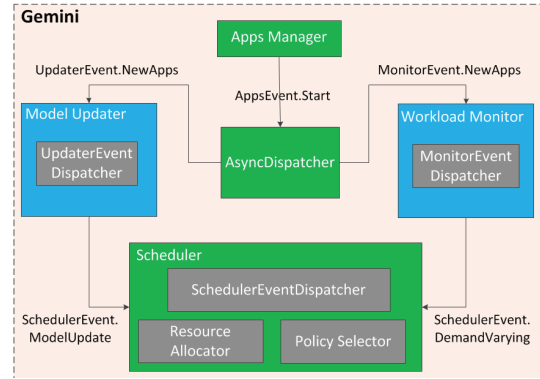 Gemini
Apps Manager
UpdaterEvent.NewApps
MonitorEvent.NewApps
AppsEvent.Start
Model Updater
Workload Monitor
UpdaterEvent
Dispatcher
AsyncDispatcher
MonitorEvent
Dispatcher
Scheduler
SchedulerEventDispatcher
SchedulerEvent.
ModelUpdate
Resource
Allocator
Policy Selector
SchedulerEvent.
DemandVarying